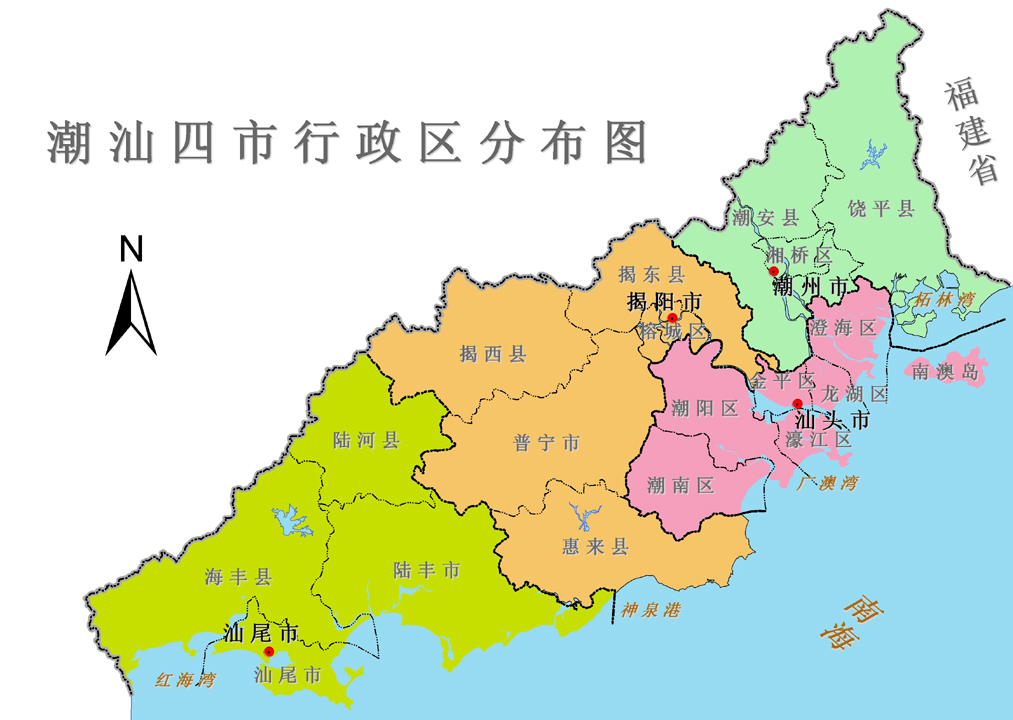 潮汕四市行政区分布图
福建省
N
潮安县
饶平县
湘桥区
潮州市
揭东县
揭阳市
榕城区
柘林湾
澄海区
揭西县
南澳岛
金平区
龙湖区
潮阳区
汕头市
濠江区
陆河县
普宁市
潮南区
广澳湾
惠来县
海丰县
陆丰市
神泉港
南海
汕尾市
汕尾市
红海湾